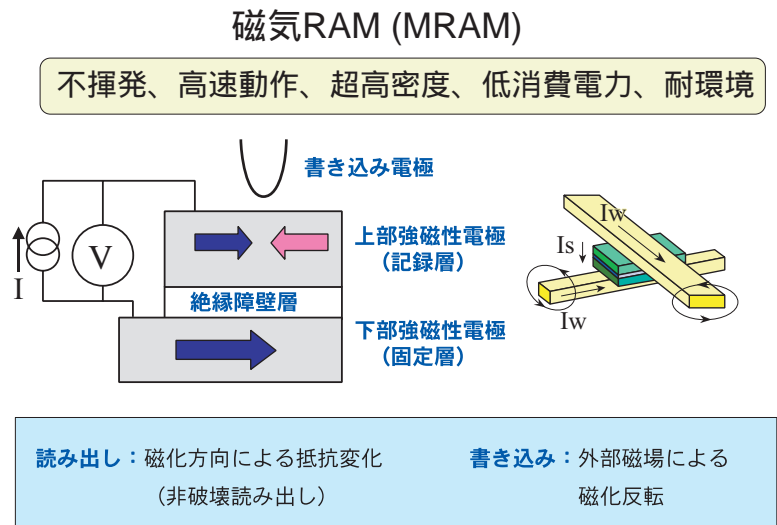 磁気RAM (MRAM)
不揮発、高速動作、超高密度、低消費電力、耐環境
書き込み電極
I
V
上部強磁性電極
（記録層）
絶縁障壁層
下部強磁性電極
（固定層）
Iw
Is
Iw
読み出し：磁化方向による抵抗変化
（非破壊読み出し）
書き込み：外部磁場による
磁化反転